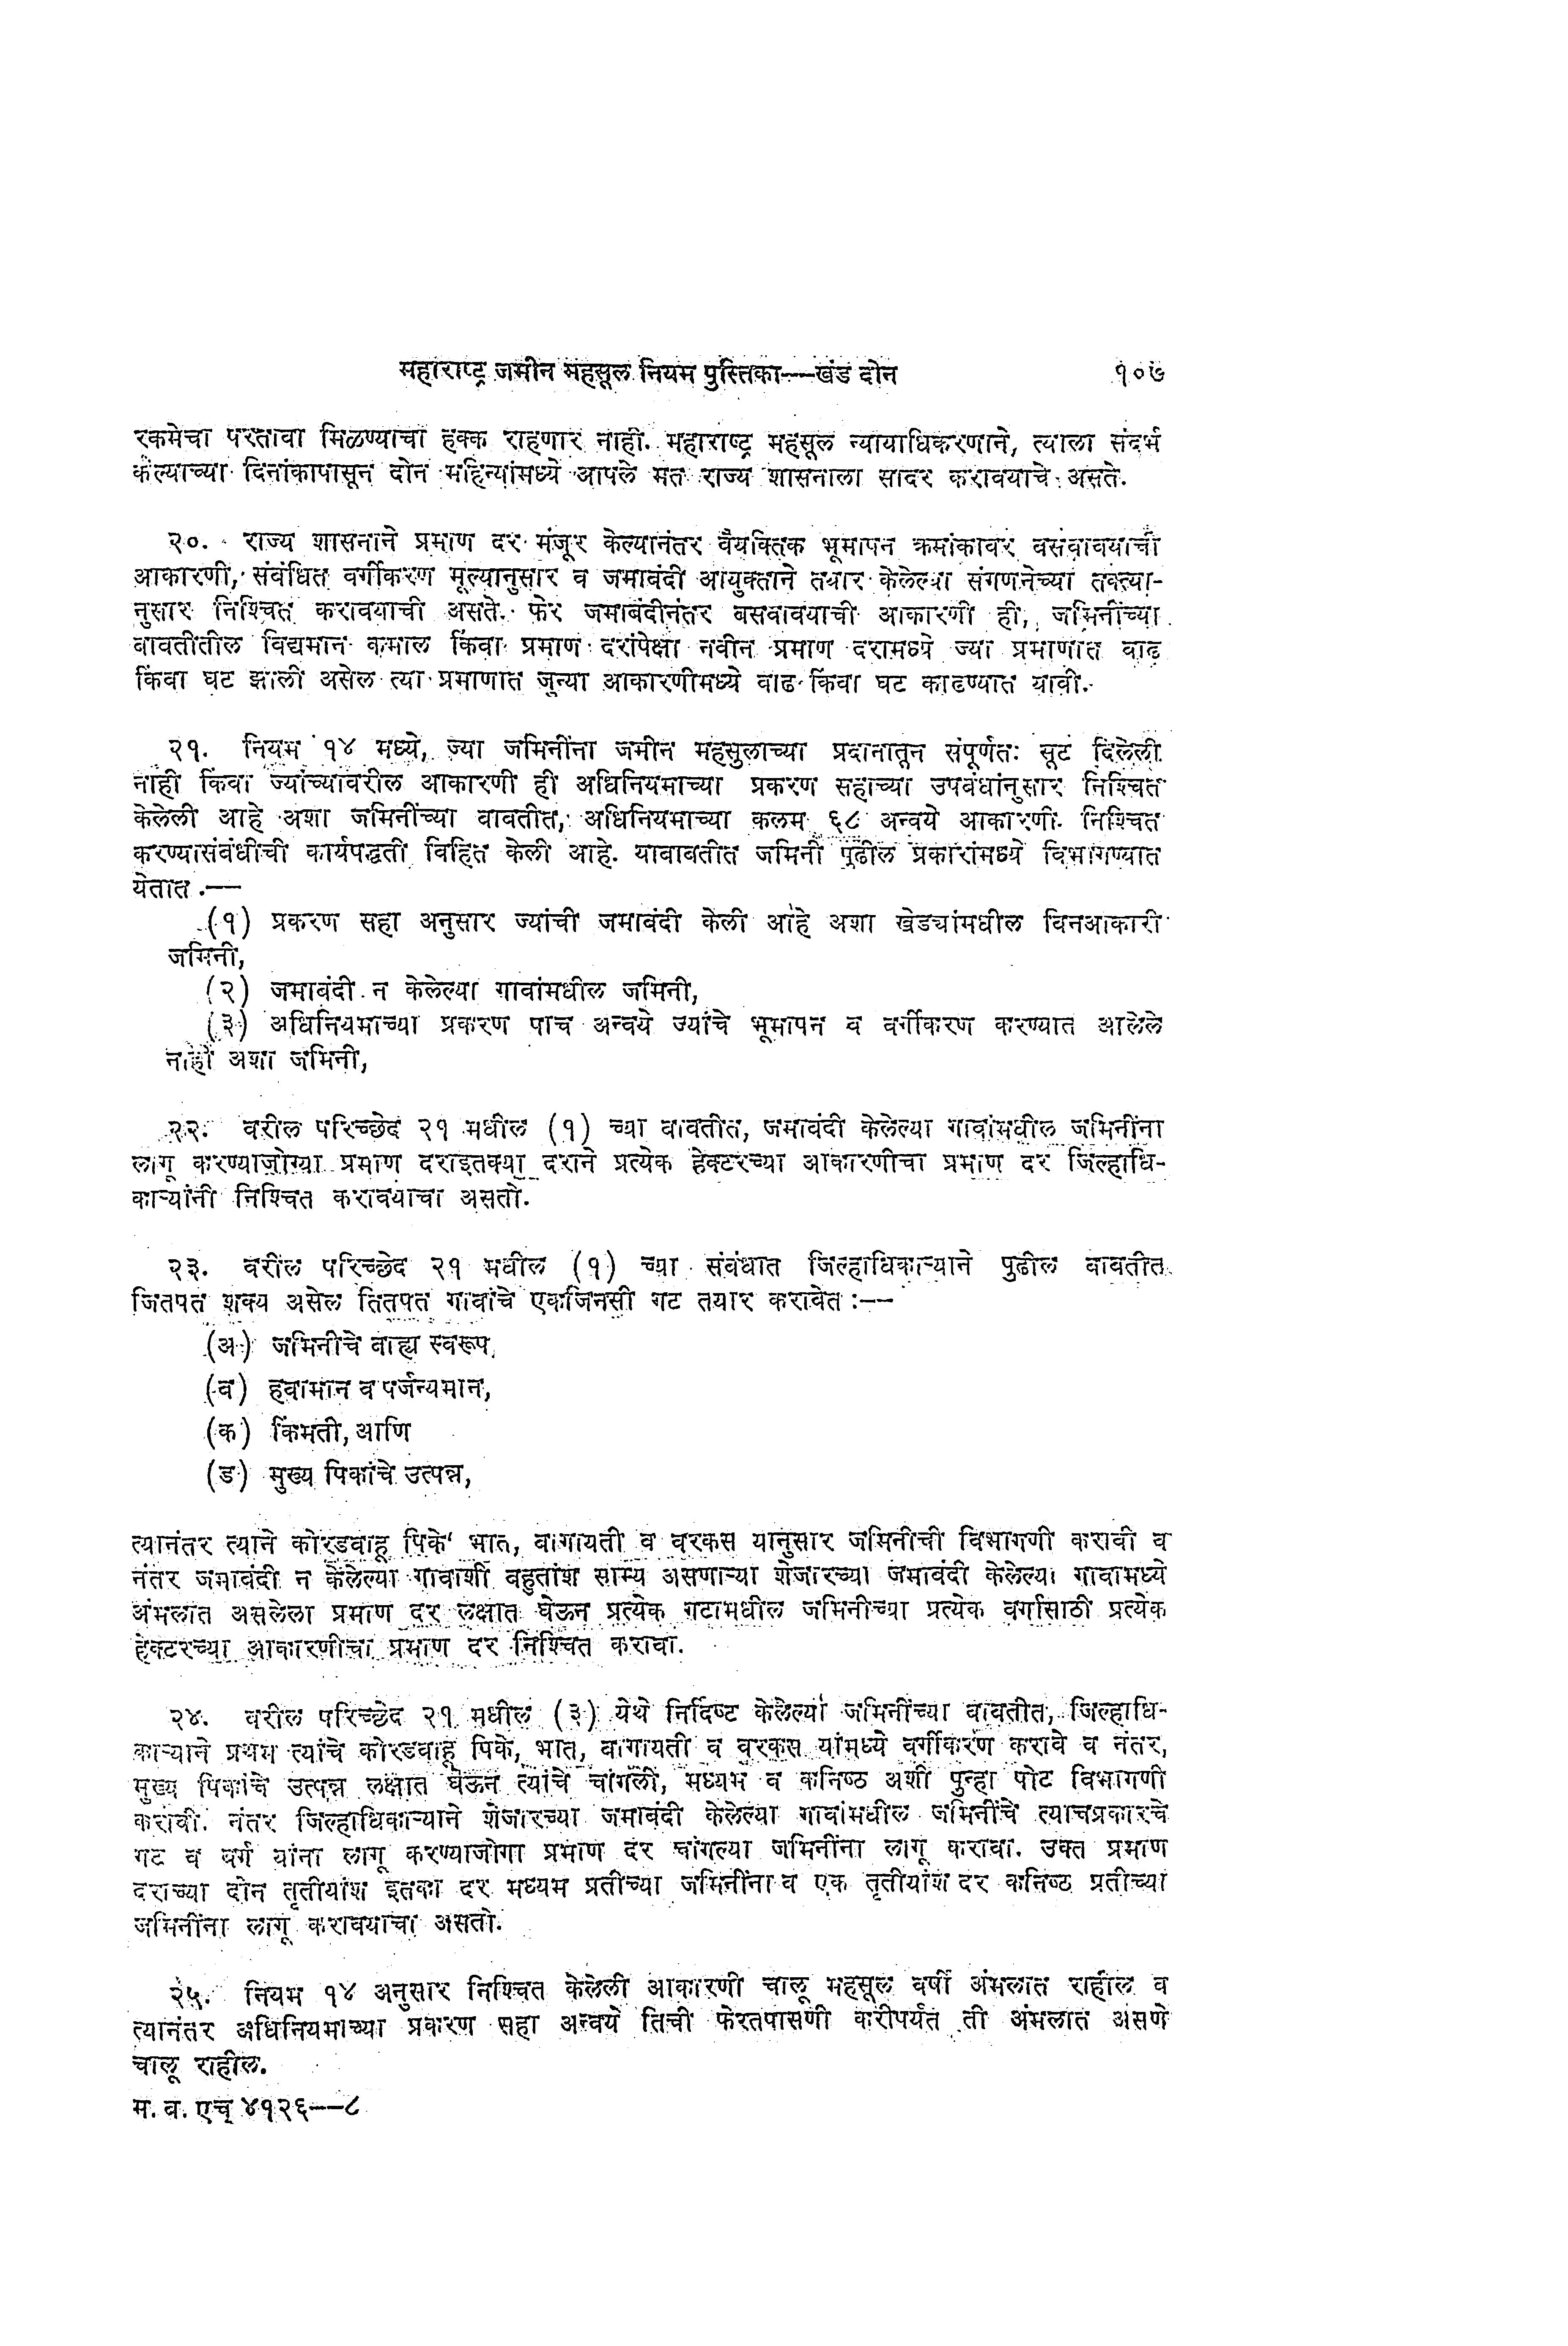 महाराष्ट्र जमीन महसूल नियम पुस्तिका—खंड दोन १०७
रकमेचा परतावा मिळण्याचा हक्क राहणार नाही. महाराष्ट्र महसूल न्यायाधिकरणाने, त्याला संदर्भ
केल्याच्या दिनांकापासून दोन महिन्यांमध्ये आपले मत राज्य शासनाला सादर करावयाचे असते.
२०. राज्य शासनाने प्रमाण दर मंजूर केल्यानंतर वैयक्तिक भूमापन क्रमांकावर बसवावयाची
आकारणी, संबंधित वर्गीकरण मूल्यानुसार व जमाबंदी आयुक्ताने तयार केलेल्या संगणनेच्या तक्त्या-
नुसार निश्चित करावयाची असते. फेर जमाबंदीनंतर बसवावयाची आकारणी ही, जमिनींच्या
बाबतीतील विद्यमान कमाल किंवा प्रमाण दरांपेक्षा नवीन प्रमाण दरामध्ये ज्या प्रमाणात वाढ
किंवा घट झाली असेल त्या प्रमाणात जुन्या आकारणीमध्ये वाढ किंवा घट काढण्यात यावी.
२१. नियम १४ मध्ये, ज्या जमिनींना जमीन महसुलाच्या प्रदानातून संपूर्णतः सूट दिलेली
नाही किंवा ज्यांच्यावरील आकारणी ही अधिनियमाच्या प्रकरण सहाच्या उपबंधांनुसार निश्चित
केलेली आहे अशा जमिनींच्या बाबतीत, अधिनियमाच्या कलम ६८ अन्वये आकारणी निश्चित
करण्यासंबंधीची कार्यपद्धती विहित केली आहे. याबाबतीत जमिनी पुढील प्रकारांमध्ये विभागण्यात
येतात.—
(१) प्रकरण सहा अनुसार ज्यांची जमाबंदी केली आहे अशा खेड्यांमधील बिनआकारी
जमिनी,
(२) जमाबंदी न केलेल्या गावांमधील जमिनी,
(३) अधिनियमाच्या प्रकरण पाच अन्वये ज्यांचे भूमापन व वर्गीकरण करण्यात आलेले
नाही अशा जमिनी,
२२. वरील परिच्छेद २१ मधील (१) च्या बाबतीत, जमाबंदी केलेल्या गावांमधील जमिनींना
लागू करण्याजोग्या प्रमाण दराइतक्या दराने प्रत्येक हेक्टरच्या आकारणीचा प्रमाण दर जिल्हाधि-
काऱ्यांनी निश्चित करावयाचा असतो.
२३. वरील परिच्छेद २१ मधील (१) च्या संबंधात जिल्हाधिकाऱ्याने पुढील बाबतीत
जितपत शक्य असेल तितपत गावांचे एकजिनसी गट तयार करावेत :—
(अ) जमिनीचे बाह्य स्वरूप,
(ब) हवामान व पर्जन्यमान,
(क) किंमती, आणि
(ड) मुख्य पिकांचे उत्पन्न,
त्यानंतर त्याने कोरडवाहू पिके भात, बागायती व वरकस यानुसार जमिनीची विभागणी करावी व
नंतर जमाबंदी न केलेल्या गावाशी बहुतांश साम्य असणाऱ्या शेजारच्या जमाबंदी केलेल्या गावामध्ये
अंमलात असलेला प्रमाण दर लक्षात घेऊन प्रत्येक गटामधील जमिनीच्या प्रत्येक वर्गासाठी प्रत्येक
हेक्टरच्या आकारणीचा प्रमाण दर निश्चित करावा.
२४. वरील परिच्छेद २१ मधील (३) येथे निर्दिष्ट केलेल्या जमिनींच्या बाबतीत, जिल्हाधि-
काऱ्याने प्रथम त्यांचे कोरडवाहू पिके, भात, बागायती व वरकस यांमध्ये वर्गीकरण करावे व नंतर,
मुख्य पिकांचे उत्पन्न लक्षात घेऊन त्यांचे चांगली, मध्यम व कनिष्ठ अशी पुन्हा पोट विभागणी
करावी. नंतर जिल्हाधिकाऱ्याने शेजारच्या जमाबंदी केलेल्या गावांमधील जमिनींचे त्याचप्रकारचे
गट व वर्ग यांना लागू करण्याजोगा प्रमाण दर चांगल्या जमिनींना लागू करावा. उक्त प्रमाण
दराच्या दोन तृतीयांश इतका दर मध्यम प्रतीच्या जमिनींना व एक तृतीयांश दर कनिष्ठ प्रतीच्या
जमिनींना लागू करावयाचा असतो.
२५. नियम १४ अनुसार निश्चित केलेली आकारणी चालू महसूल वर्षी अंमलात राहील व
त्यानंतर अधिनियमाच्या प्रकरण सहा अन्वये तिची फेरतपासणी करीपर्यंत ती अंमलात असणे
चालू राहील.
म. ब. एच् ४१२६—८